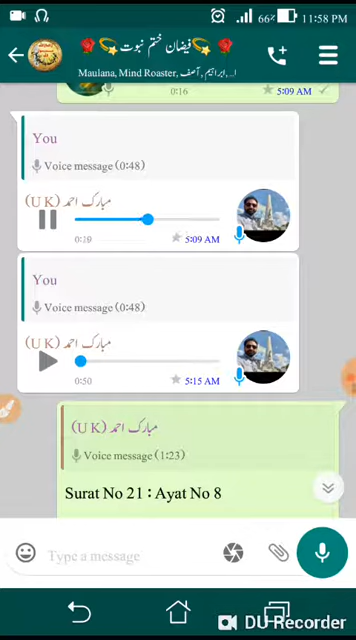 66% 11:58 PM
🌹💫فیضان ختم نبوت💫🌹
Maulana, Mind Roaster, ابراہیم, آصف, ا...
0:16 5:09 AM
You
Voice message (0:48)
مبارک احمد (U K)
0:19 5:09 AM
You
Voice message (0:48)
مبارک احمد (U K)
0:50 5:15 AM
مبارک احمد (U K)
Voice message (1:23)
Surat No 21 : Ayat No 8
Type a message
DU Recorder